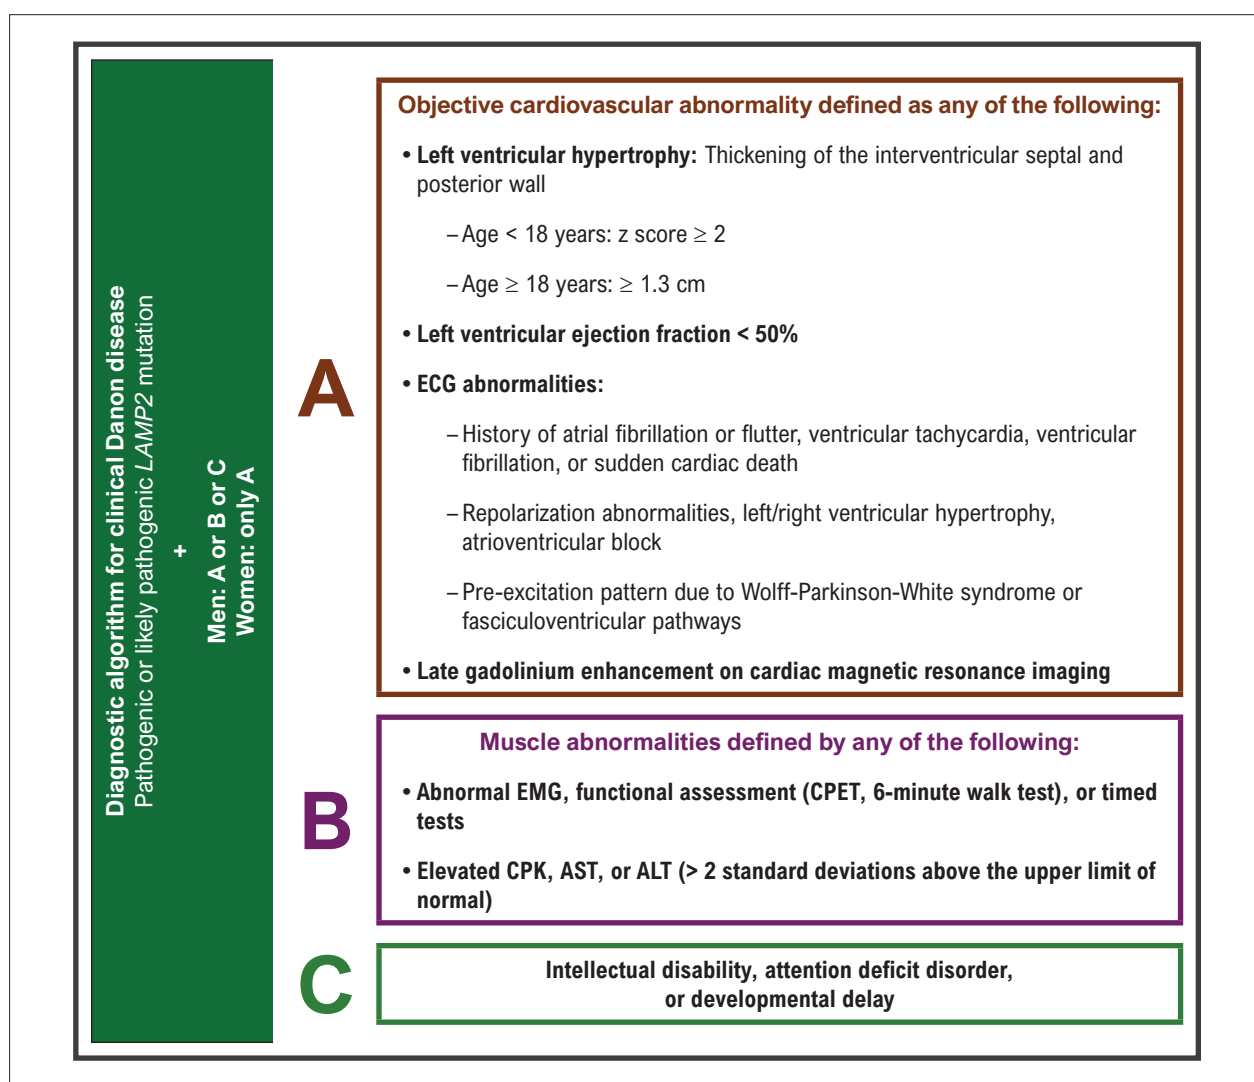 Diagnostic algorithm for clinical Danon disease
Pathogenic or likely pathogenic LAMP2 mutation
+
Men: A or B or C
Women: only A
A
Objective cardiovascular abnormality defined as any of the following:
• Left ventricular hypertrophy: Thickening of the interventricular septal and
posterior wall
– Age < 18 years: z score ≥ 2
– Age ≥ 18 years: ≥ 1.3 cm
• Left ventricular ejection fraction < 50%
• ECG abnormalities:
– History of atrial fibrillation or flutter, ventricular tachycardia, ventricular
fibrillation, or sudden cardiac death
– Repolarization abnormalities, left/right ventricular hypertrophy,
atrioventricular block
– Pre-excitation pattern due to Wolff-Parkinson-White syndrome or
fasciculoventricular pathways
• Late gadolinium enhancement on cardiac magnetic resonance imaging
B
Muscle abnormalities defined by any of the following:
• Abnormal EMG, functional assessment (CPET, 6-minute walk test), or timed
tests
• Elevated CPK, AST, or ALT (> 2 standard deviations above the upper limit of
normal)
C
Intellectual disability, attention deficit disorder,
or developmental delay